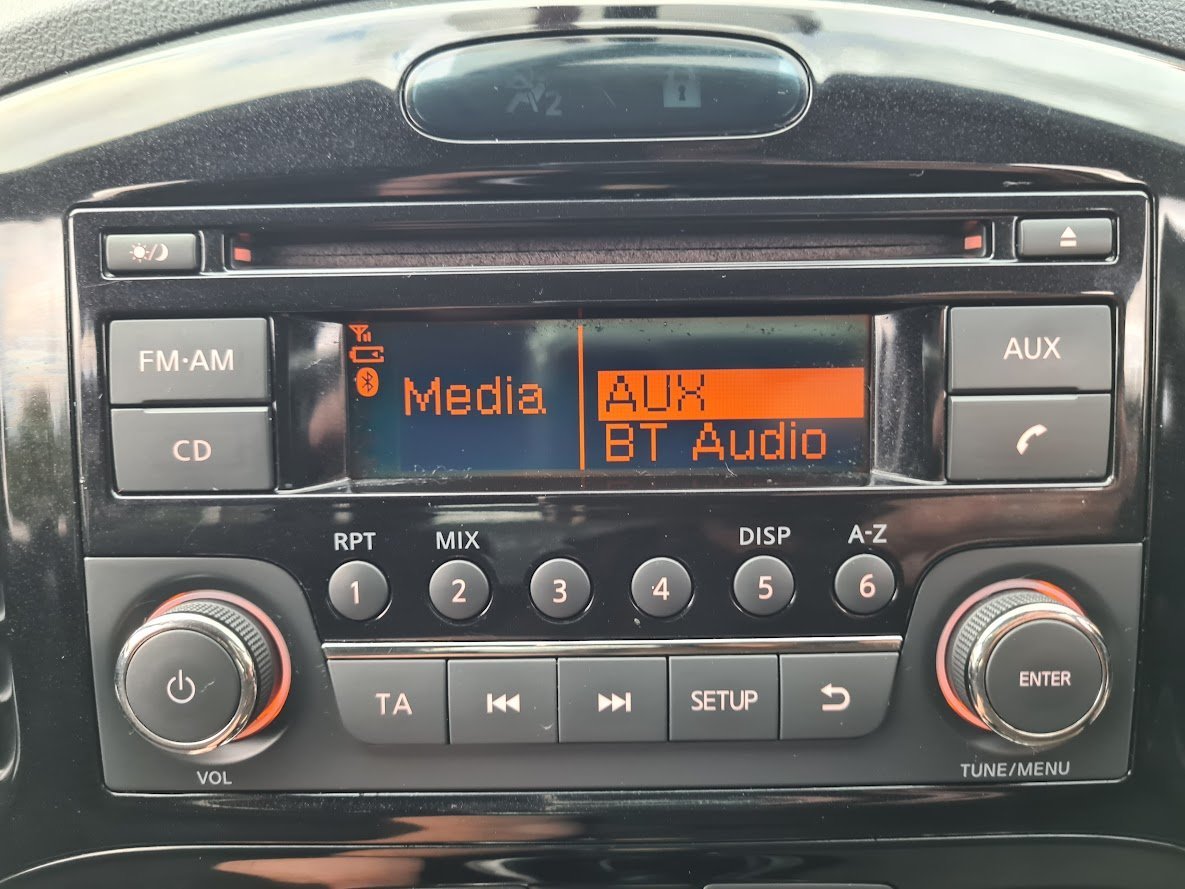 2
FM·AM
AUX
Media
AUX
BT Audio
CD
RPT
MIX
DISP
A-Z
1
2
3
4
5
6
TA
SETUP
ENTER
VOL
TUNE/MENU